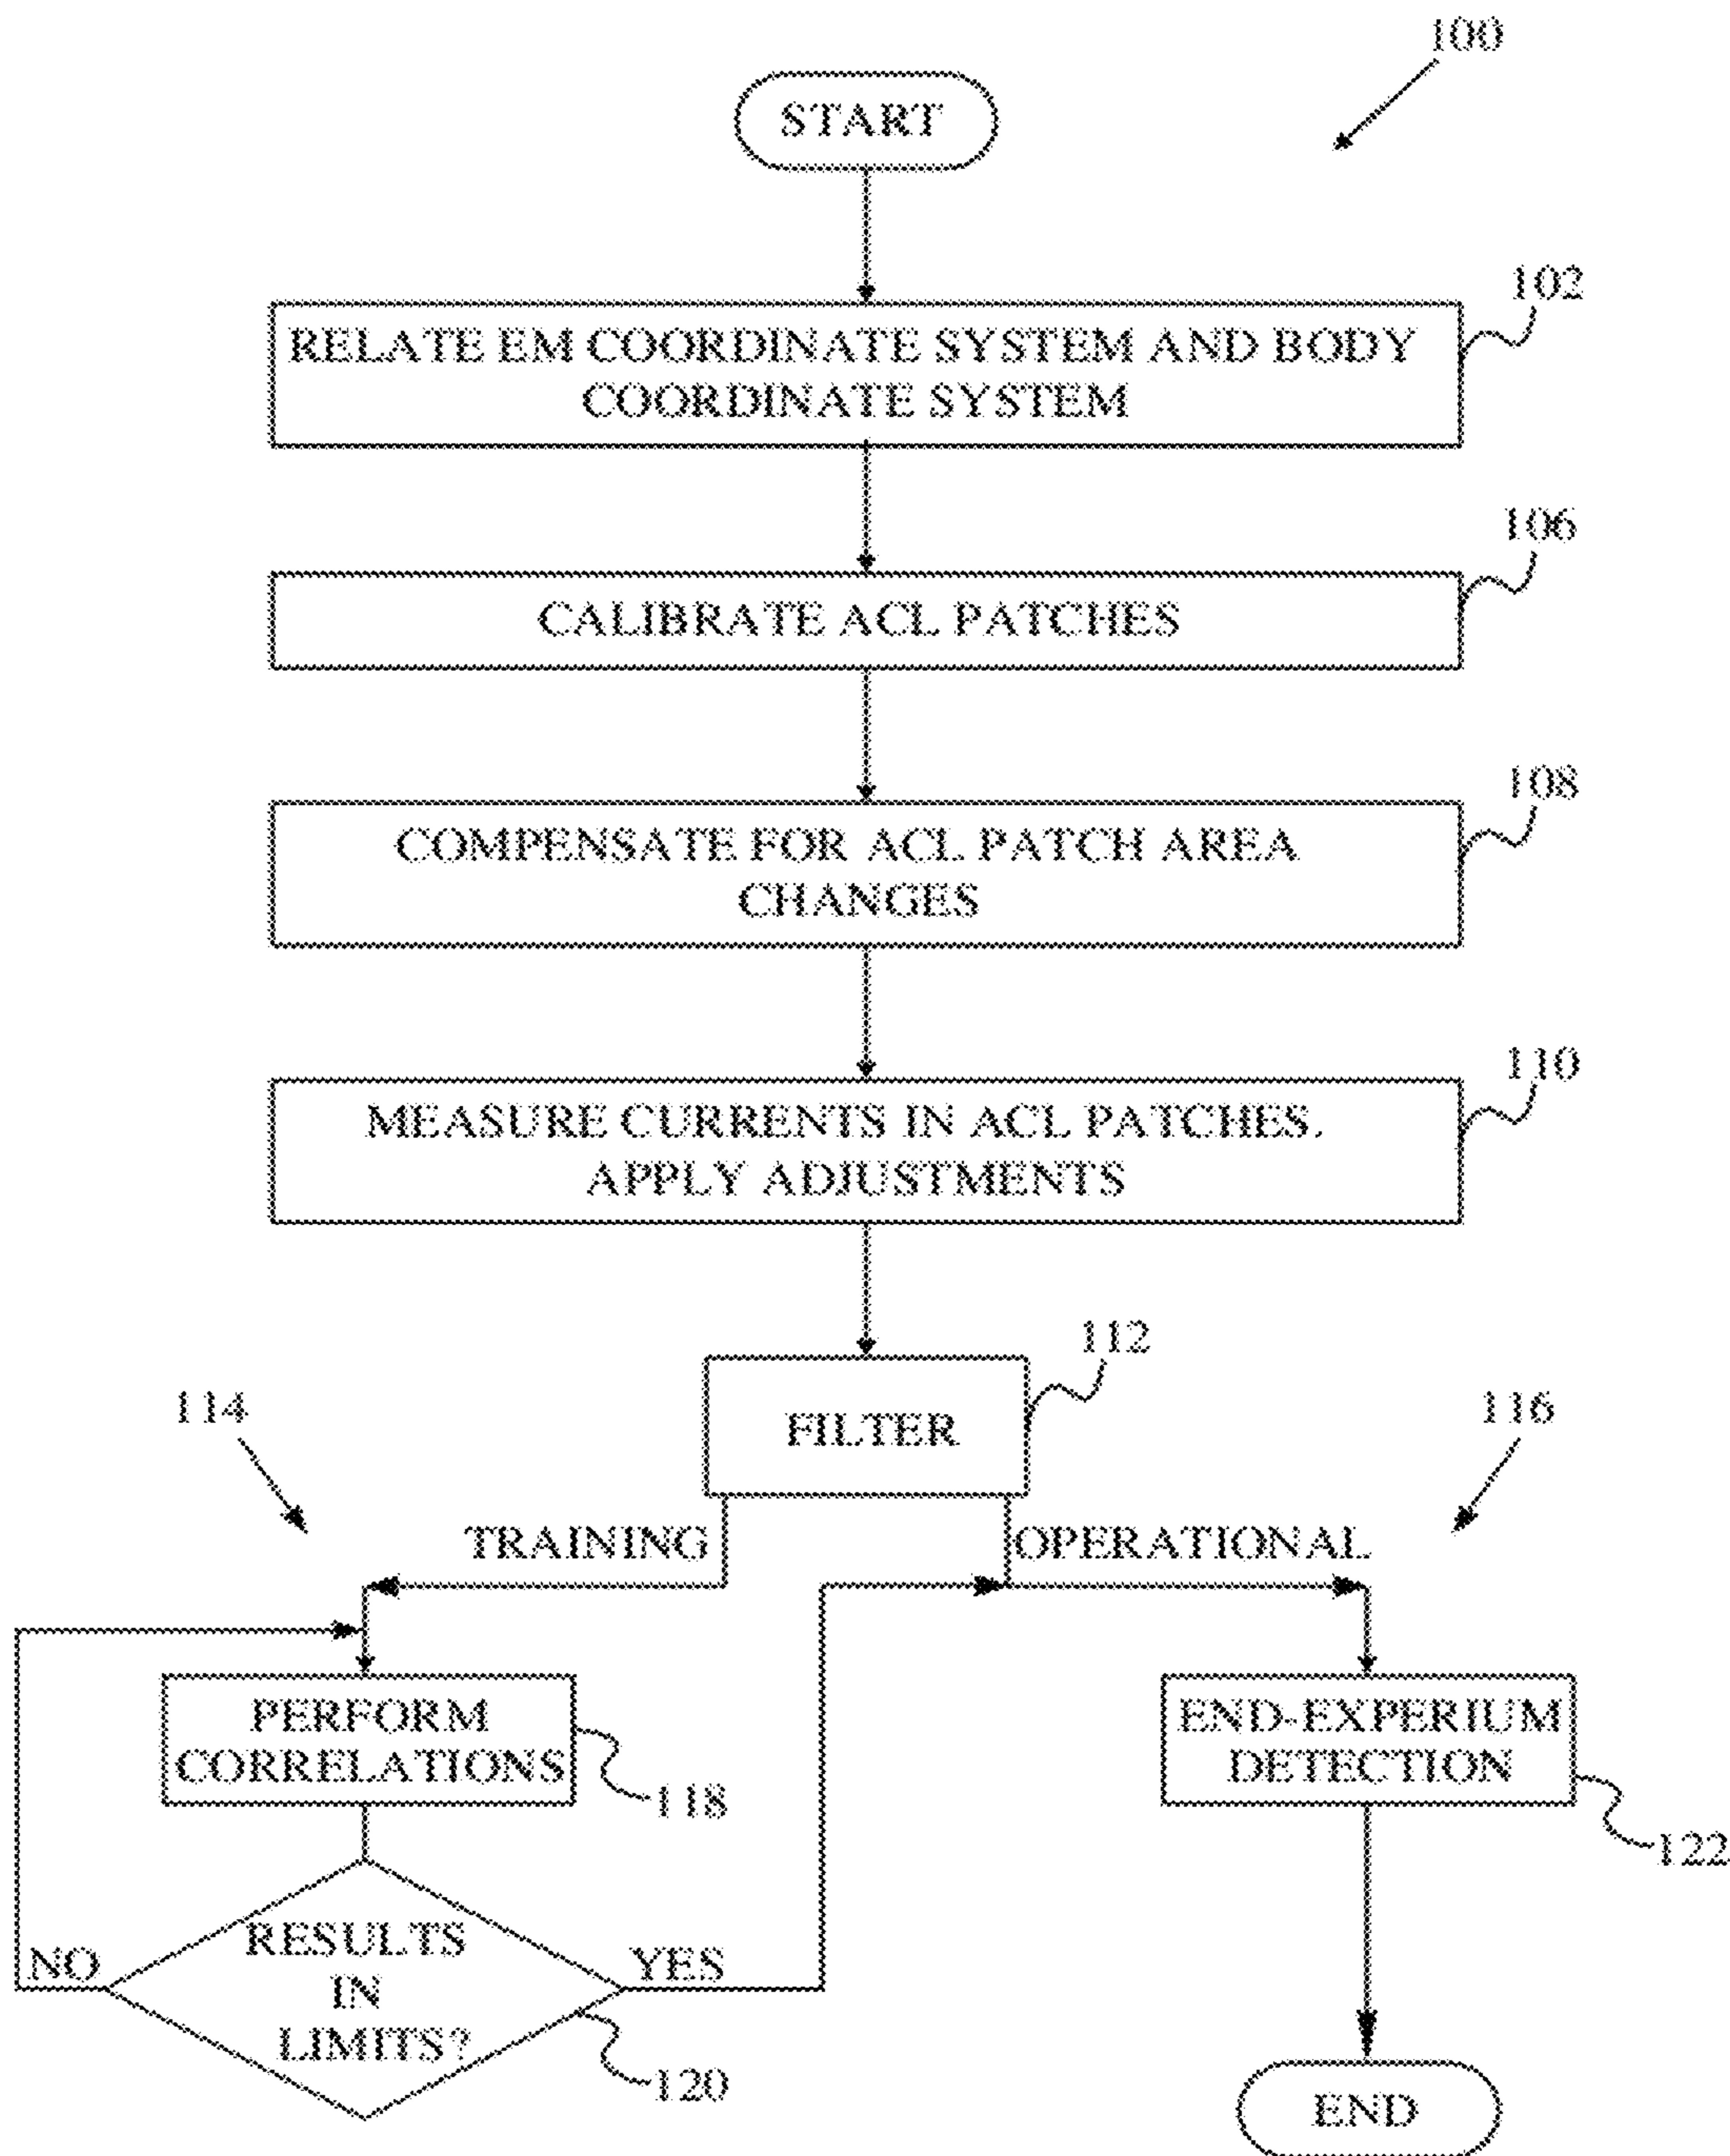 100
START
102
RELATE EM COORDINATE SYSTEM AND BODY
COORDINATE SYSTEM
106
CALIBRATE ACL PATCHES
108
COMPENSATE FOR ACL PATCH AREA
CHANGES
110
MEASURE CURRENTS IN ACL PATCHES.
APPLY ADJUSTMENTS
112
FILTER
114
116
TRAINING
OPERATIONAL
PERFORM
CORRELATIONS
118
END-EXPERIUM
DETECTION
122
RESULTS
IN
LIMITS?
NO
YES
120
END